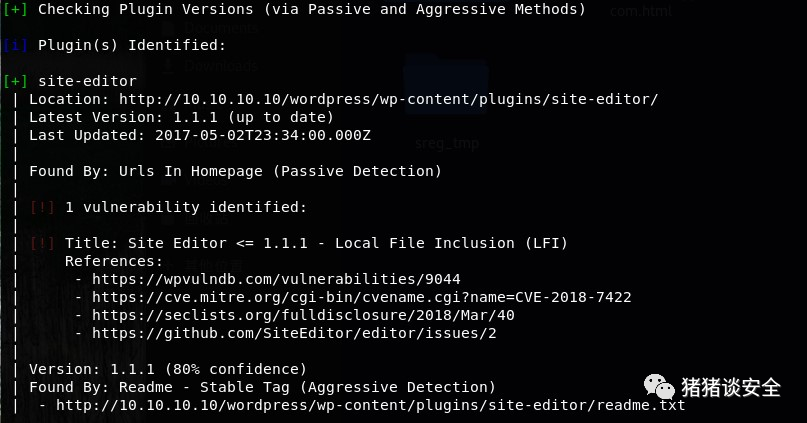 [+] Checking Plugin Versions (via Passive and Aggressive Methods)
com.html
Documents
[i] Plugin(s) Identified:
Downloads
[+] site-editor
| Location: http://10.10.10.10/wordpress/wp-content/plugins/site-editor/
| Latest Version: 1.1.1 (up to date)
| Last Updated: 2017-05-02T23:34:00.000Z
|
sreg_tmp
| Found By: Urls In Homepage (Passive Detection)
|
| [!] 1 vulnerability identified:
|
| [!] Title: Site Editor <= 1.1.1 - Local File Inclusion (LFI)
|     References:
|      - https://wpvulndb.com/vulnerabilities/9044
|      - https://cve.mitre.org/cgi-bin/cvename.cgi?name=CVE-2018-7422
|      - https://seclists.org/fulldisclosure/2018/Mar/40
|      - https://github.com/SiteEditor/editor/issues/2
|
| Version: 1.1.1 (80% confidence)
| Found By: Readme - Stable Tag (Aggressive Detection)
|  - http://10.10.10.10/wordpress/wp-content/plugins/site-editor/readme.txt
猪猪谈安全